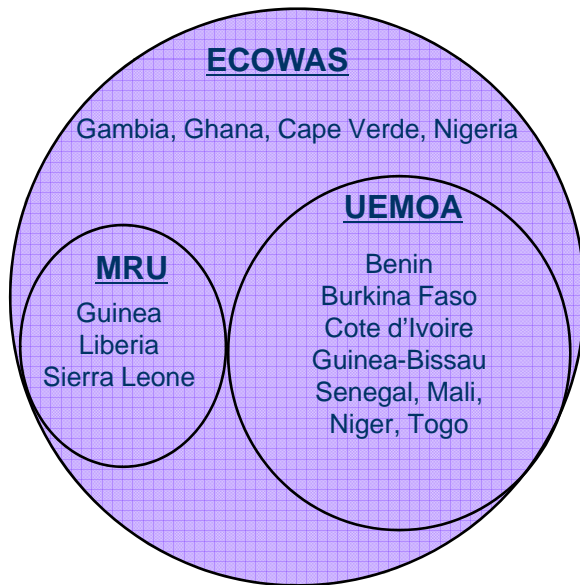 ECOWAS
Gambia, Ghana, Cape Verde, Nigeria
MRU
Guinea
Liberia
Sierra Leone
UEMOA
Benin
Burkina Faso
Cote d’Ivoire
Guinea-Bissau
Senegal, Mali,
Niger, Togo